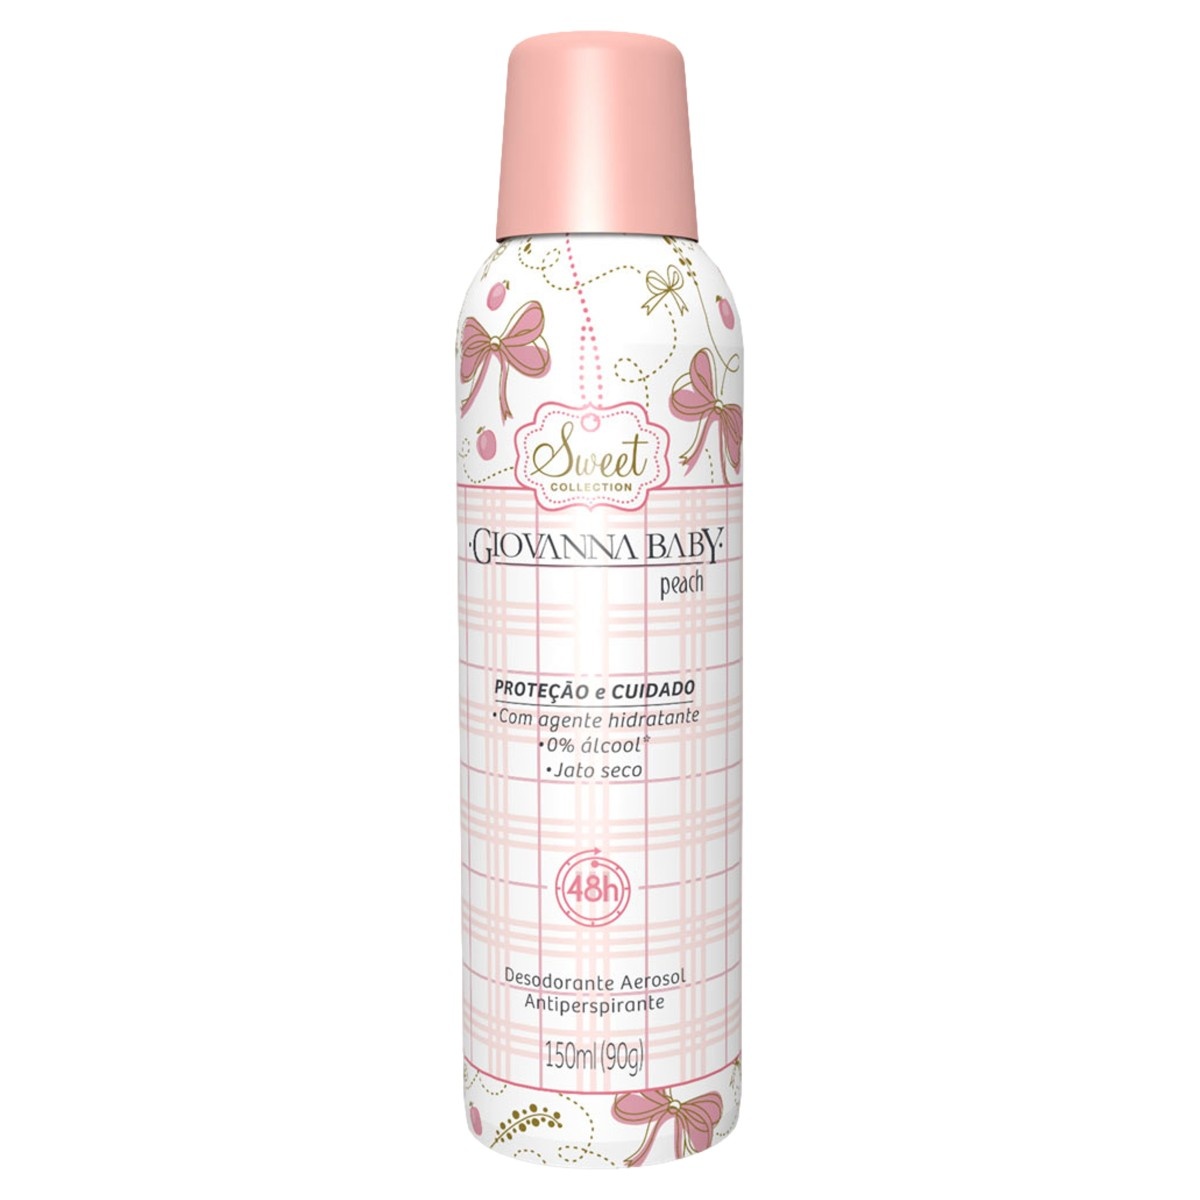 Sweet
COLLECTION
·GIOVANNA BABY·
peach
PROTEÇÃO e CUIDADO
•Com agente hidratante
•0% álcool*
•Jato seco
48h
Desodorante Aerosol
Antiperspirante
150ml (90g)